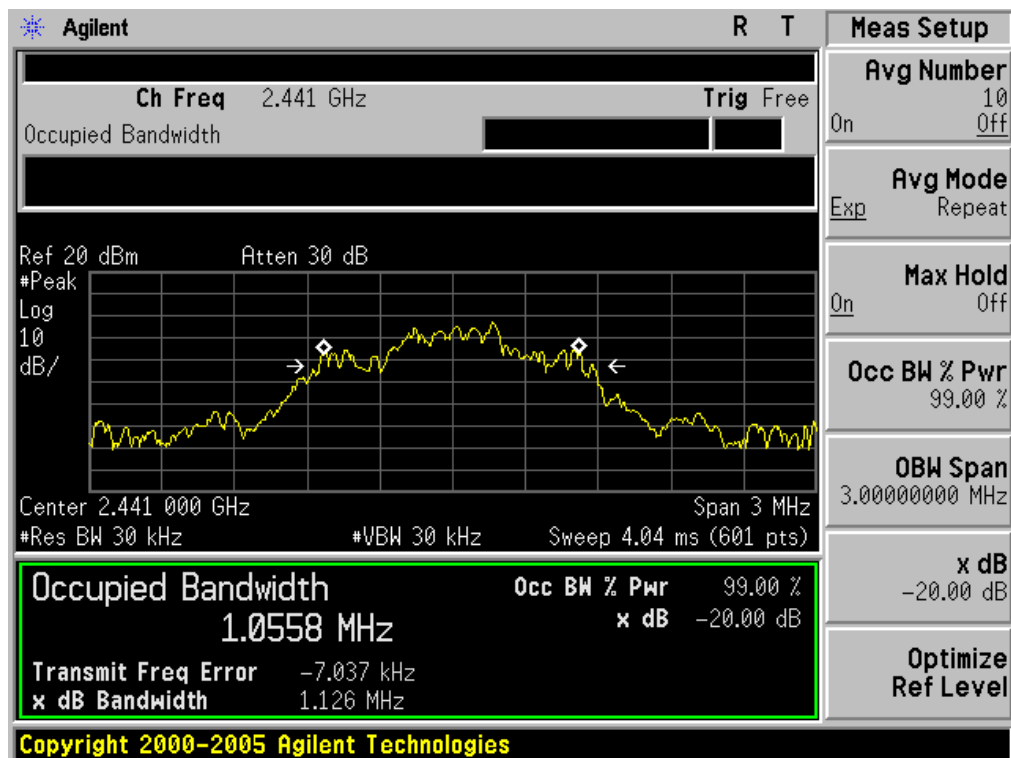 Agilent R T
Ch Freq 2.441 GHz Trig Free
Occupied Bandwidth
Ref 20 dBm Atten 30 dB
#Peak
Log
10
dB/
Center 2.441 000 GHz Span 3 MHz
#Res BW 30 kHz #VBW 30 kHz Sweep 4.04 ms (601 pts)
Occupied Bandwidth Occ BW % Pwr 99.00 %
1.0558 MHz x dB -20.00 dB
Transmit Freq Error -7.037 kHz
x dB Bandwidth 1.126 MHz
Copyright 2000-2005 Agilent Technologies
Meas Setup
Avg Number
10
On Off
Avg Mode
Exp Repeat
Max Hold
On Off
Occ BW % Pwr
99.00 %
OBW Span
3.00000000 MHz
x dB
-20.00 dB
Optimize
Ref Level